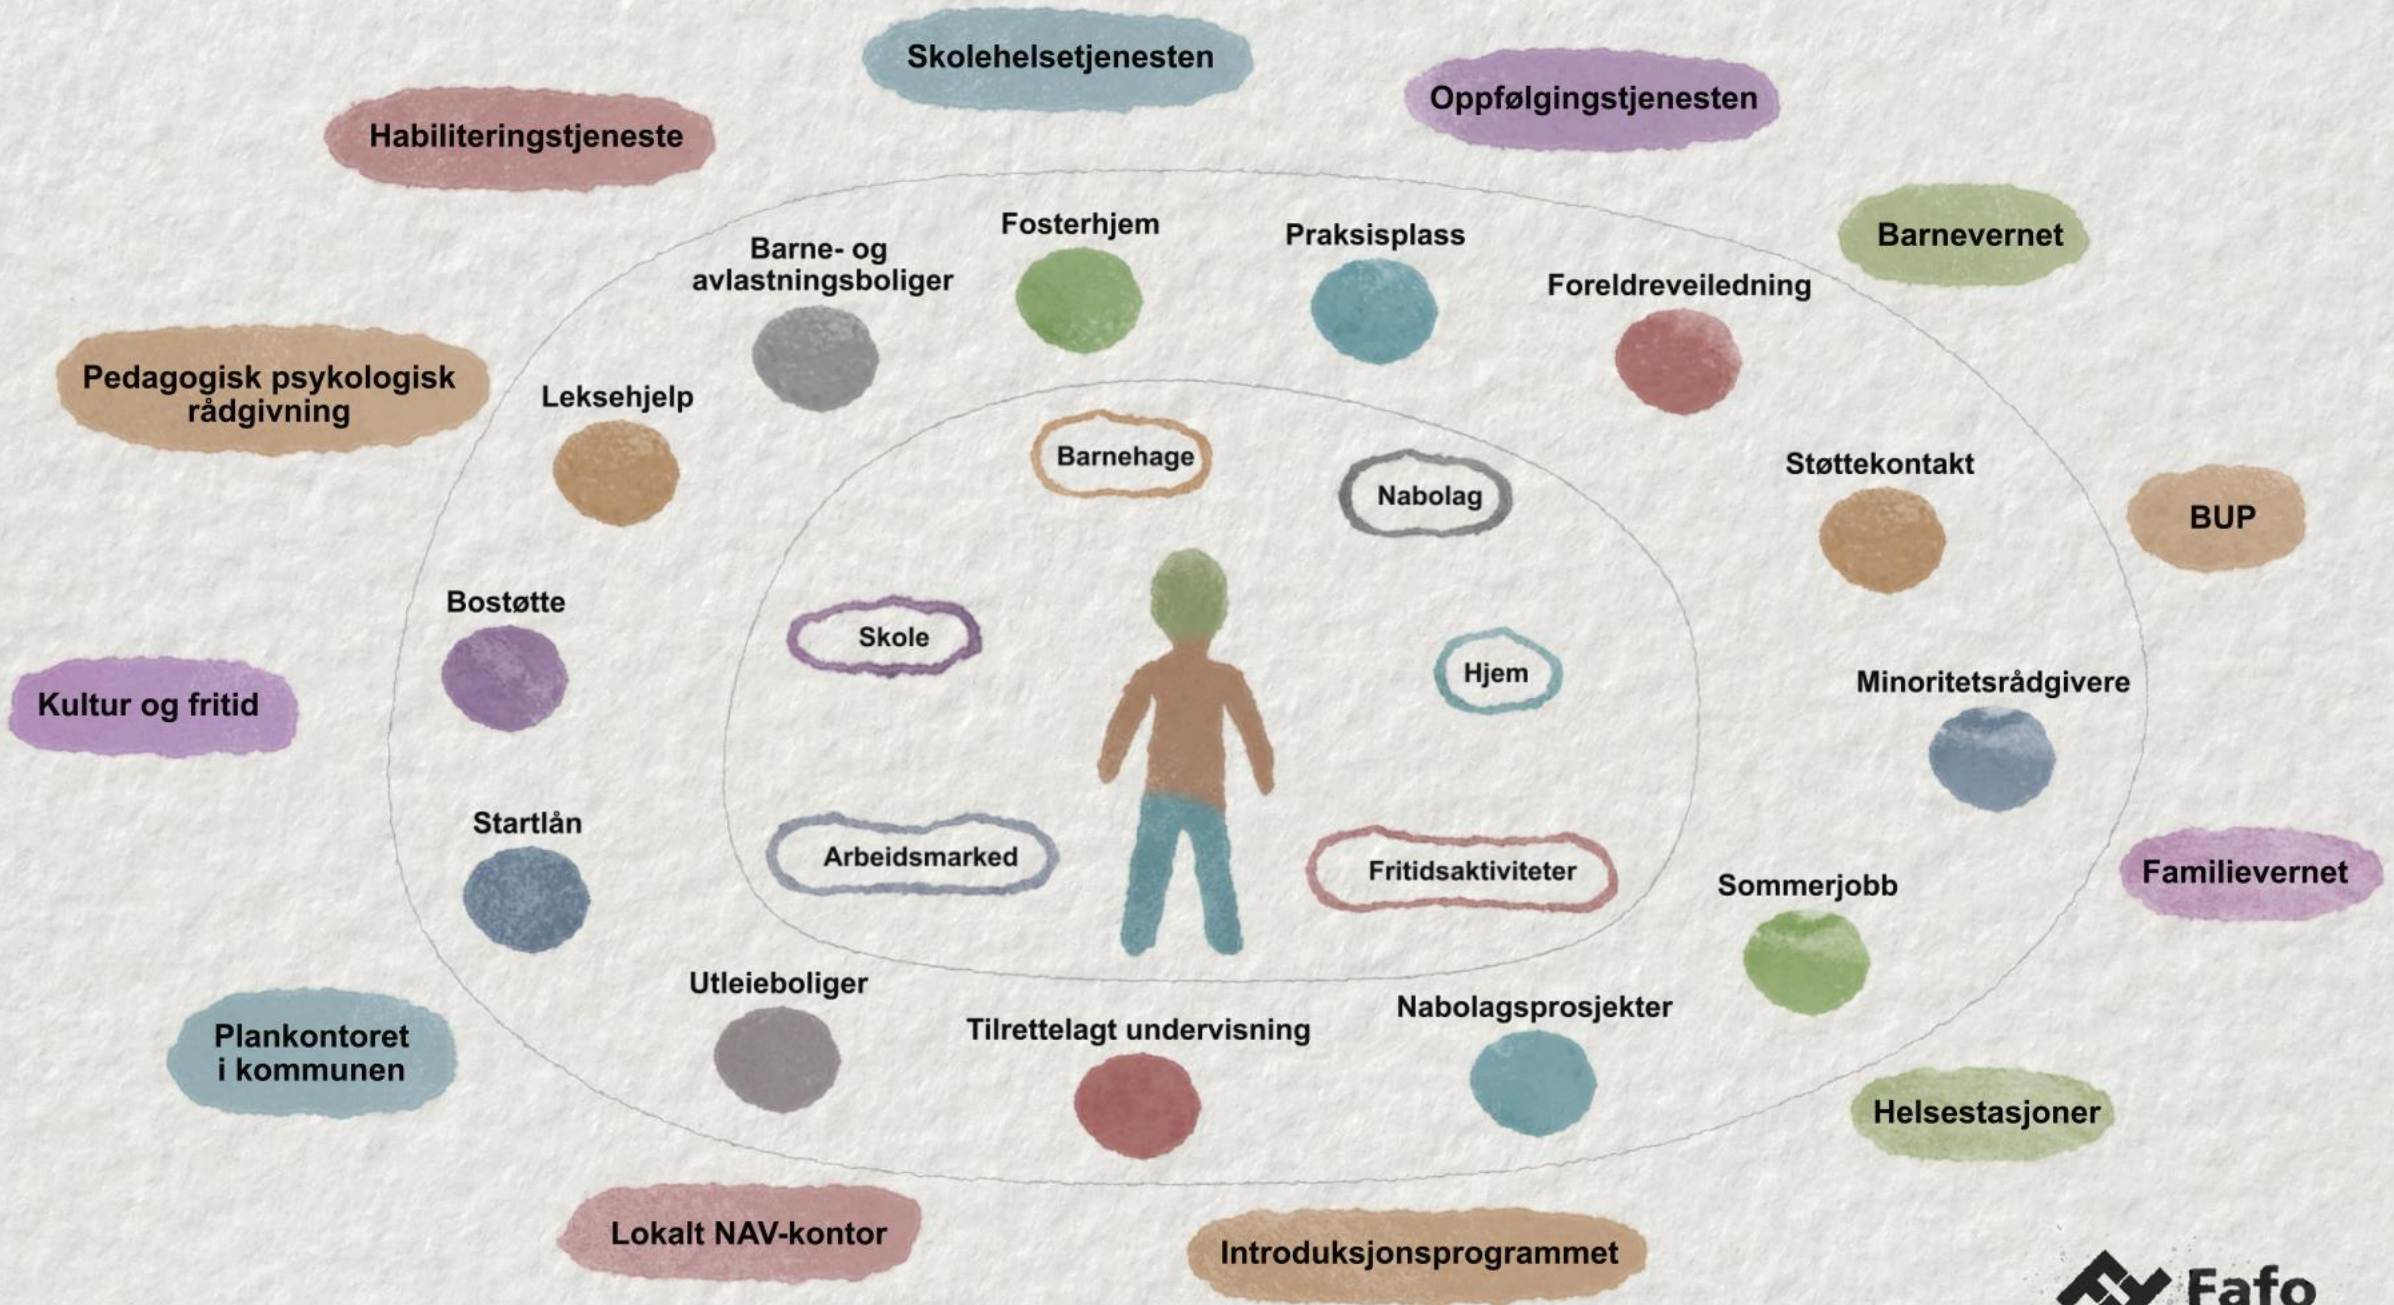 Skolehelsetjenesten
Oppfølgingstjenesten
Habiliteringstjeneste
Barnevernet
Fosterhjem
Praksisplass
Barne- og
avlastningsboliger
Foreldreveiledning
Pedagogisk psykologisk
rådgivning
Leksehjelp
Barnehage
Nabolag
Støttekontakt
BUP
Bostøtte
Skole
Hjem
Minoritetsrådgivere
Kultur og fritid
Startlån
Arbeidsmarked
Fritidsaktiviteter
Sommerjobb
Familievernet
Utleieboliger
Tilrettelagt undervisning
Nabolagsprosjekter
Plankontoret
i kommunen
Helsestasjoner
Lokalt NAV-kontor
Introduksjonsprogrammet
Fafo